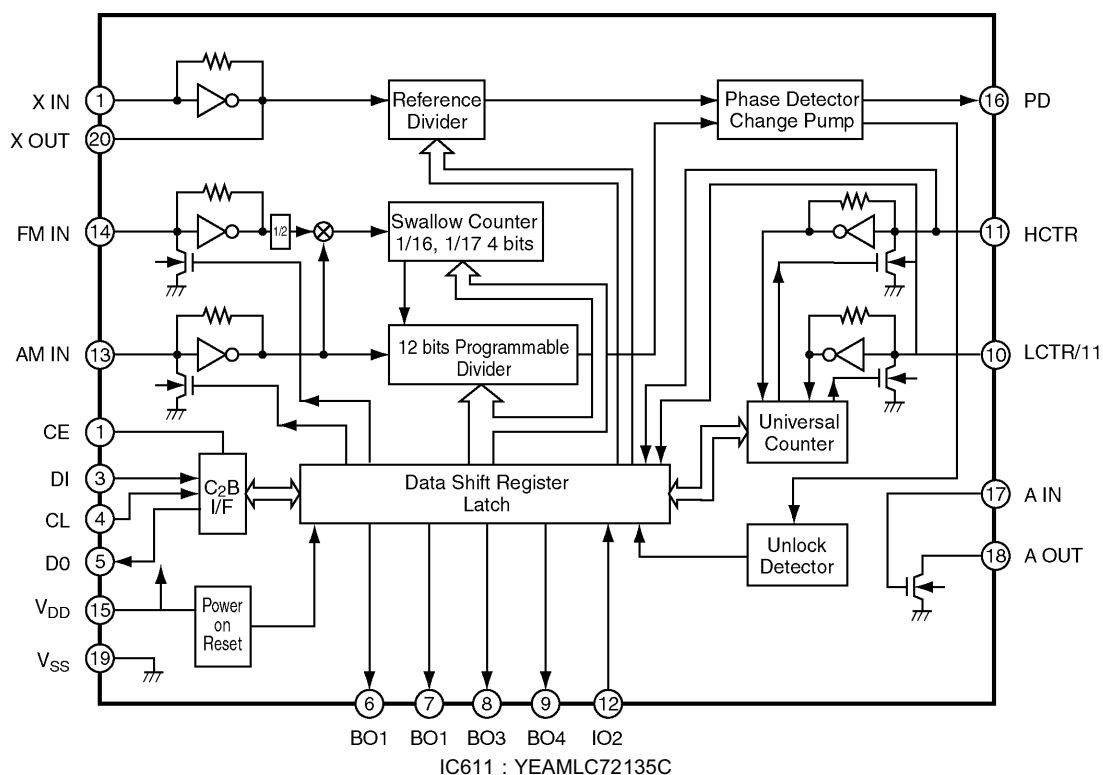 X IN 1
X OUT 20
FM IN 14
AM IN 13
CE 1
DI 3
CL 4
D0 5
VDD 15
VSS 19
1/2
Reference
Divider
Swallow Counter
1/16, 1/17 4 bits
12 bits Programmable
Divider
Phase Detector
Change Pump
Universal
Counter
C2B
I/F
Data Shift Register
Latch
Unlock
Detector
Power
on
Reset
16 PD
11 HCTR
10 LCTR/11
17 A IN
18 A OUT
6 7 8 9 12
BO1 BO1 BO3 BO4 IO2
IC611 : YEAMLC72135C